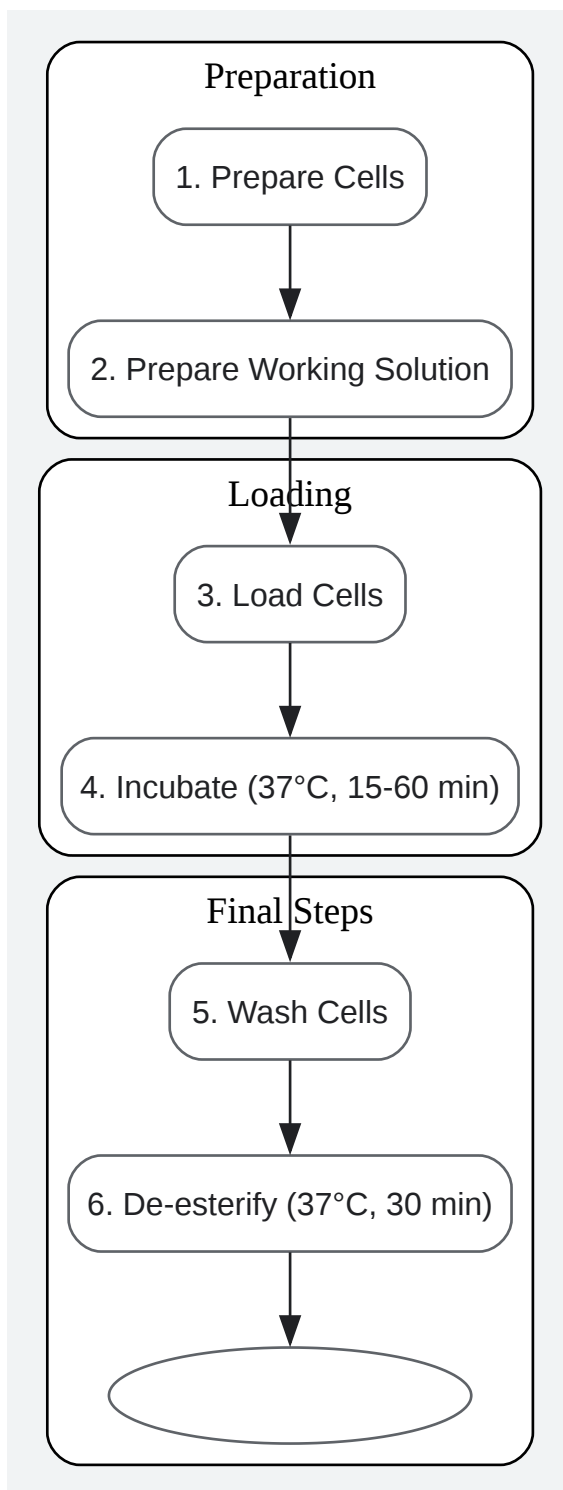 Preparation
1. Prepare Cells
2. Prepare Working Solution
Loading
3. Load Cells
4. Incubate (37°C, 15-60 min)
Final Steps
5. Wash Cells
6. De-esterify (37°C, 30 min)